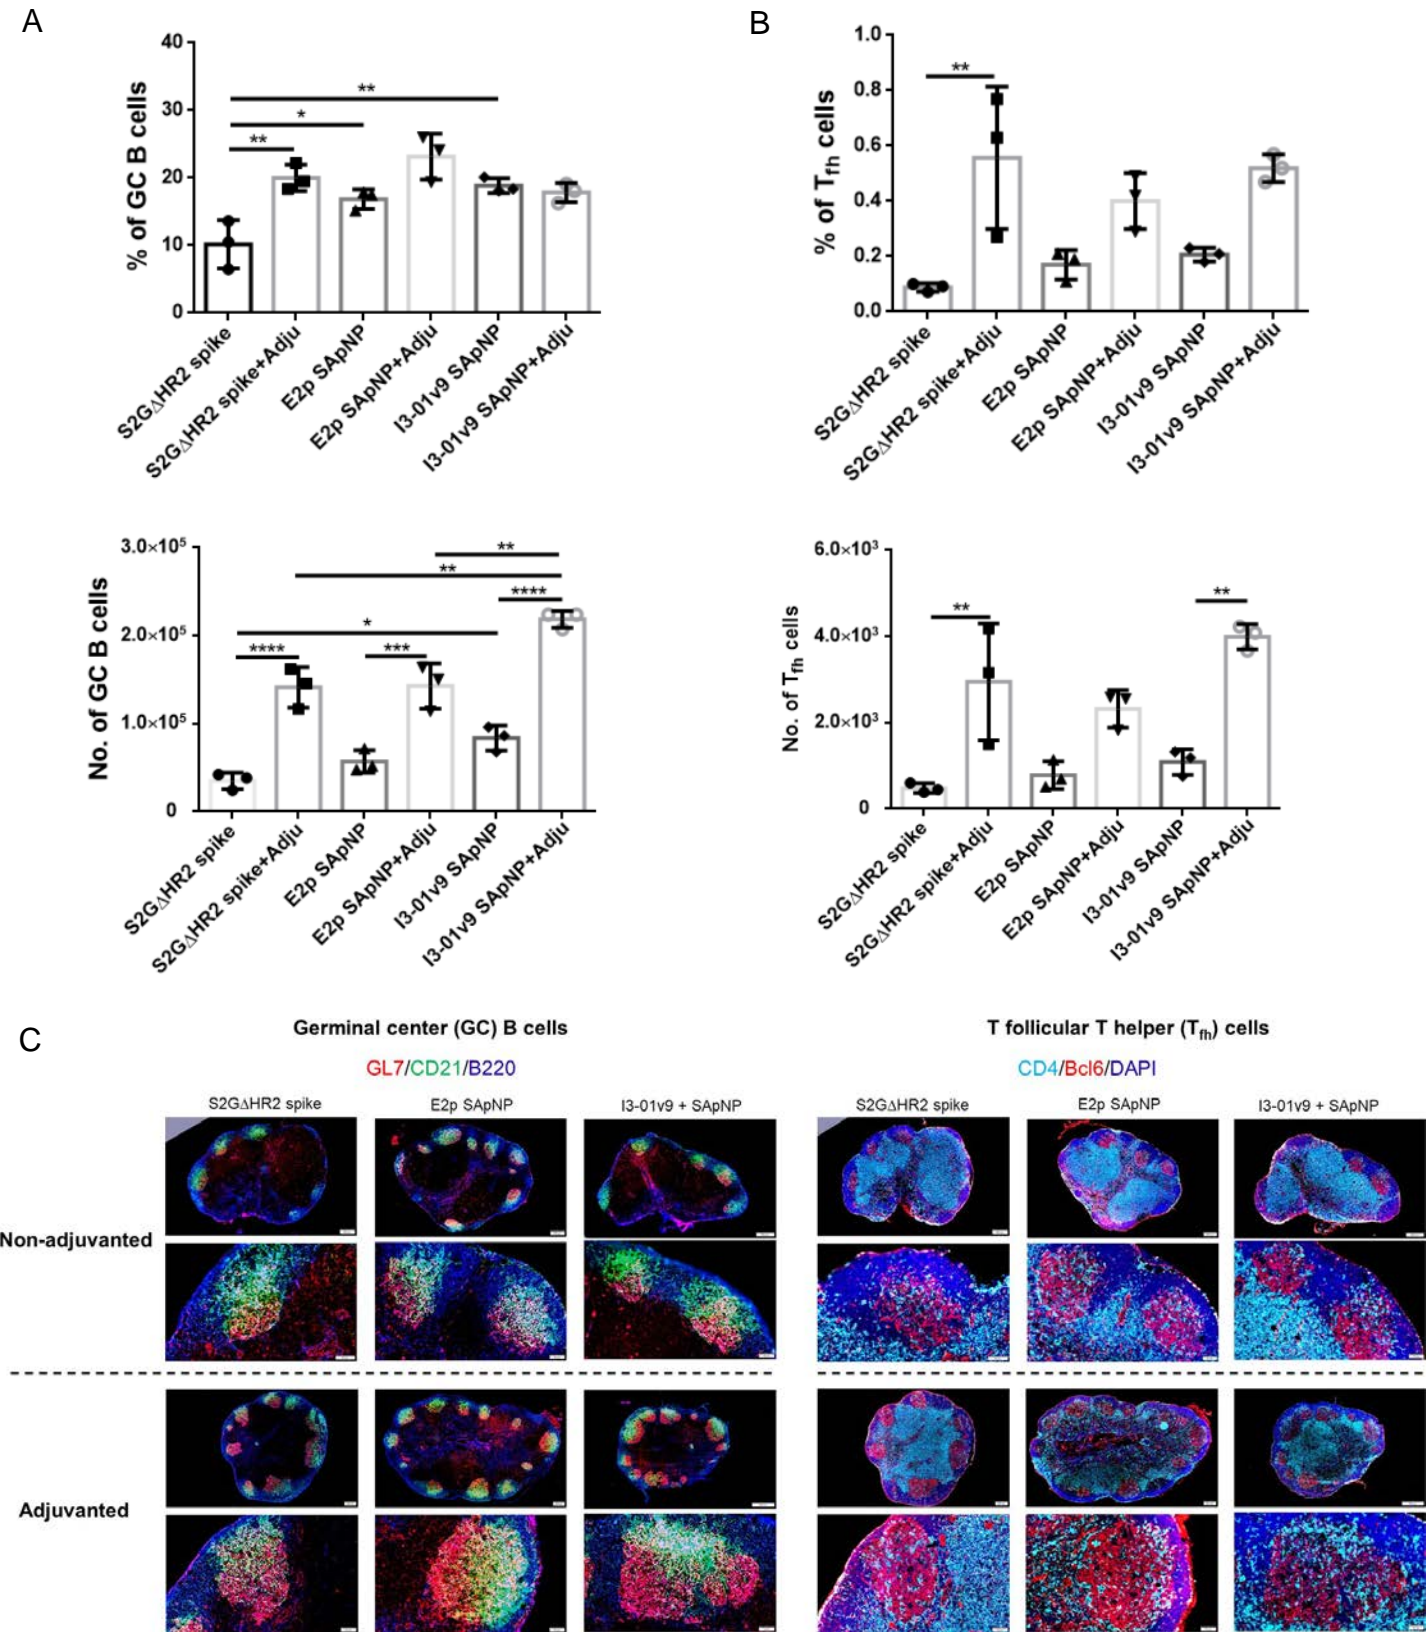 A
% of GC B cells
40
30
20
10
0
**
*
**
S2GΔHR2 spike
S2GΔHR2 spike+Adju
E2p SApNP
E2p SApNP+Adju
I3-01v9 SApNP
I3-01v9 SApNP+Adju
B
% of Tfh cells
1.0
0.8
0.6
0.4
0.2
0.0
**
S2GΔHR2 spike
S2GΔHR2 spike+Adju
E2p SApNP
E2p SApNP+Adju
I3-01v9 SApNP
I3-01v9 SApNP+Adju
No. of GC B cells
3.0×10⁵
2.0×10⁵
1.0×10⁵
0
**
**
****
*
****
***
S2GΔHR2 spike
S2GΔHR2 spike+Adju
E2p SApNP
E2p SApNP+Adju
I3-01v9 SApNP
I3-01v9 SApNP+Adju
No. of Tfh cells
6.0×10³
4.0×10³
2.0×10³
0
**
**
S2GΔHR2 spike
S2GΔHR2 spike+Adju
E2p SApNP
E2p SApNP+Adju
I3-01v9 SApNP
I3-01v9 SApNP+Adju
C
Germinal center (GC) B cells
GL7/CD21/B220
S2GΔHR2 spike
E2p SApNP
I3-01v9 + SApNP
T follicular T helper (Tfh) cells
CD4/Bcl6/DAPI
S2GΔHR2 spike
E2p SApNP
I3-01v9 + SApNP
Non-adjuvanted
Adjuvanted